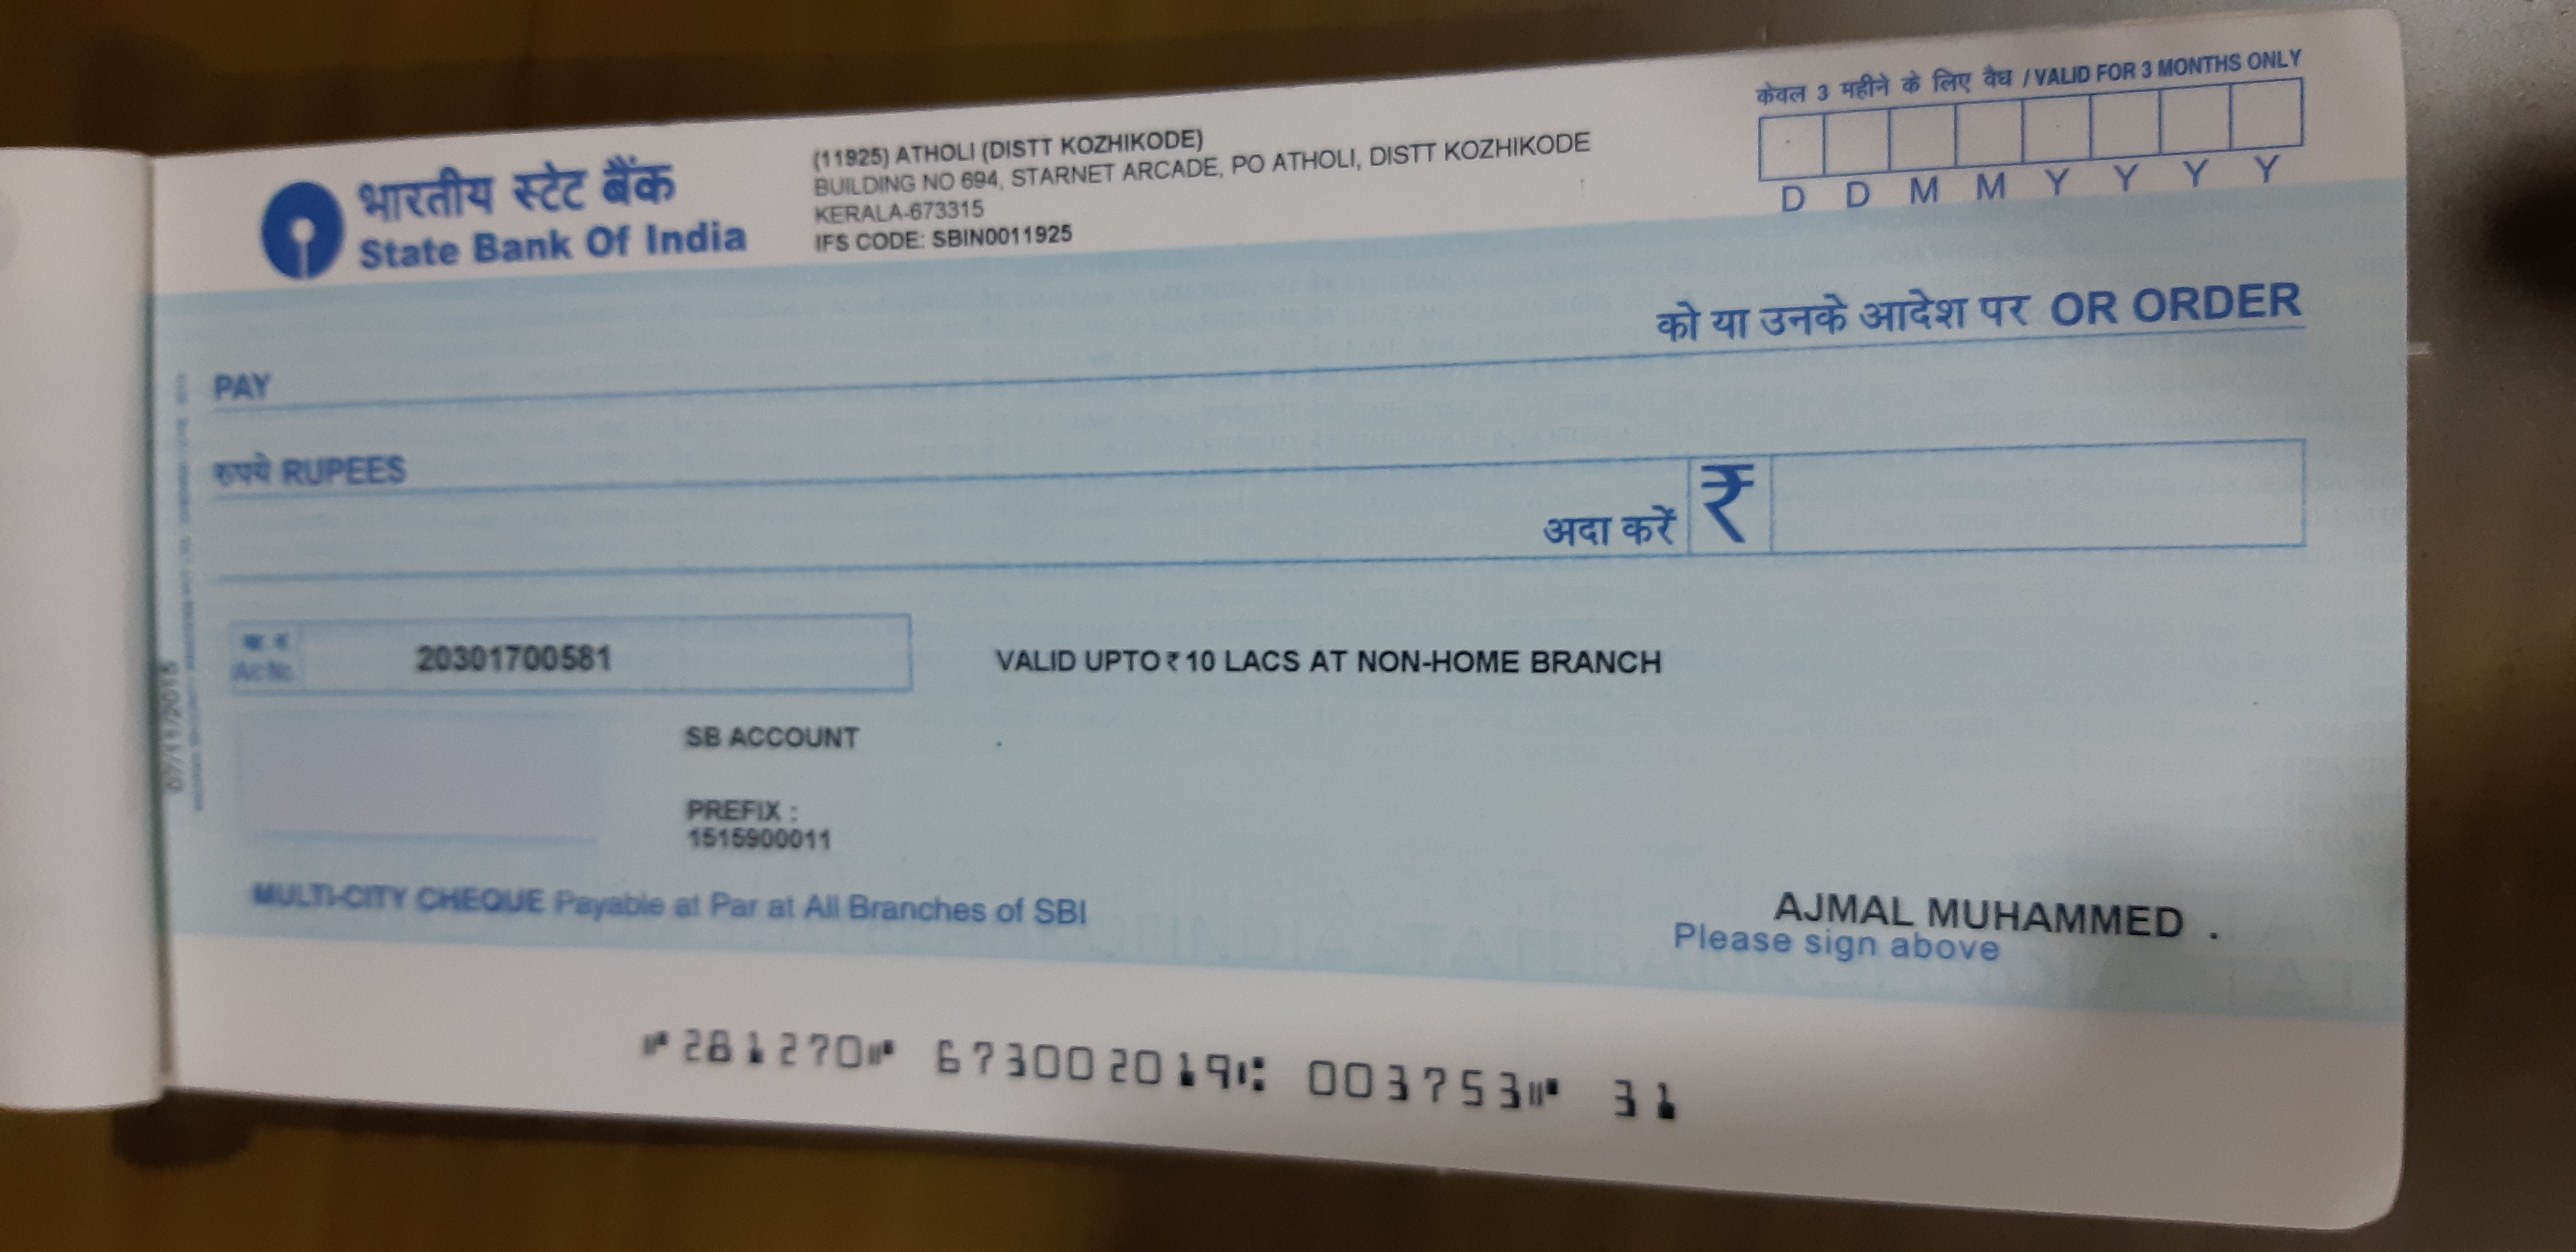 भारतीय स्टेट बैंक
State Bank Of India
(11925) ATHOLI (DISTT KOZHIKODE)
BUILDING NO 694, STARNET ARCADE, PO ATHOLI, DISTT KOZHIKODE
KERALA-673315
IFS CODE: SBIN0011925
केवल 3 महीने के लिए वैध / VALID FOR 3 MONTHS ONLY
D D M M Y Y Y Y
PAY
को या उनके आदेश पर OR ORDER
रुपये RUPEES
अदा करें ₹
A/c No.
20301700581
VALID UPTO ₹ 10 LACS AT NON-HOME BRANCH
SB ACCOUNT
PREFIX :
1515900011
07/11/2015
MULTI-CITY CHEQUE Payable at Par at All Branches of SBI
AJMAL MUHAMMED .
Please sign above
⑈281270⑈ 673002019⑆ 003753⑈ 31